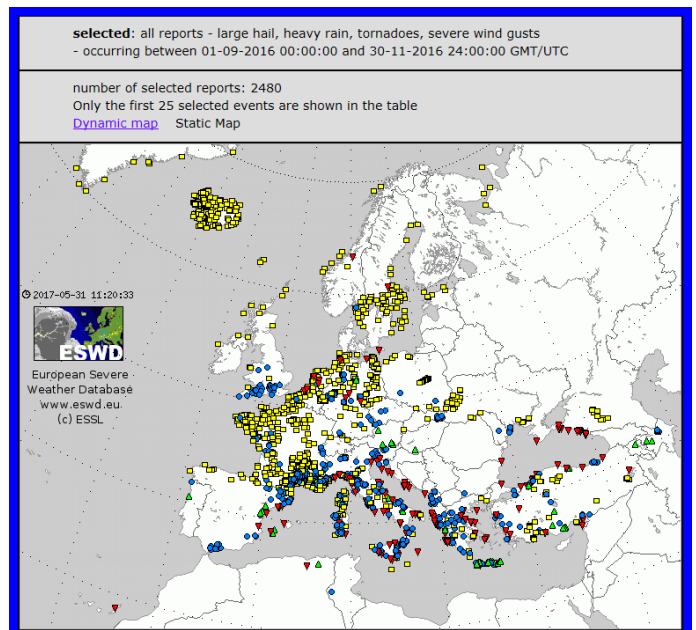 selected: all reports - large hail, heavy rain, tornadoes, severe wind gusts
- occurring between 01-09-2016 00:00:00 and 30-11-2016 24:00:00 GMT/UTC
number of selected reports: 2480
Only the first 25 selected events are shown in the table
Dynamic map Static Map
2017-05-31 11:20:33
ESWD
European Severe
Weather Database
www.eswd.eu
(c) ESSL